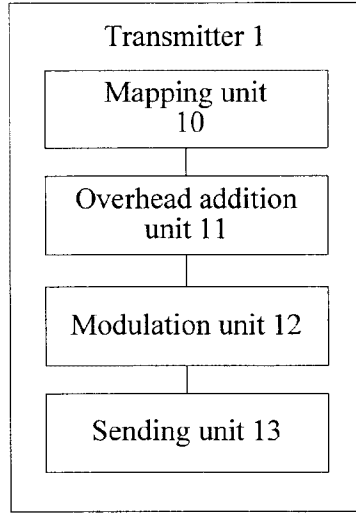 Transmitter 1
Mapping unit
10
Overhead addition
unit 11
Modulation unit 12
Sending unit 13